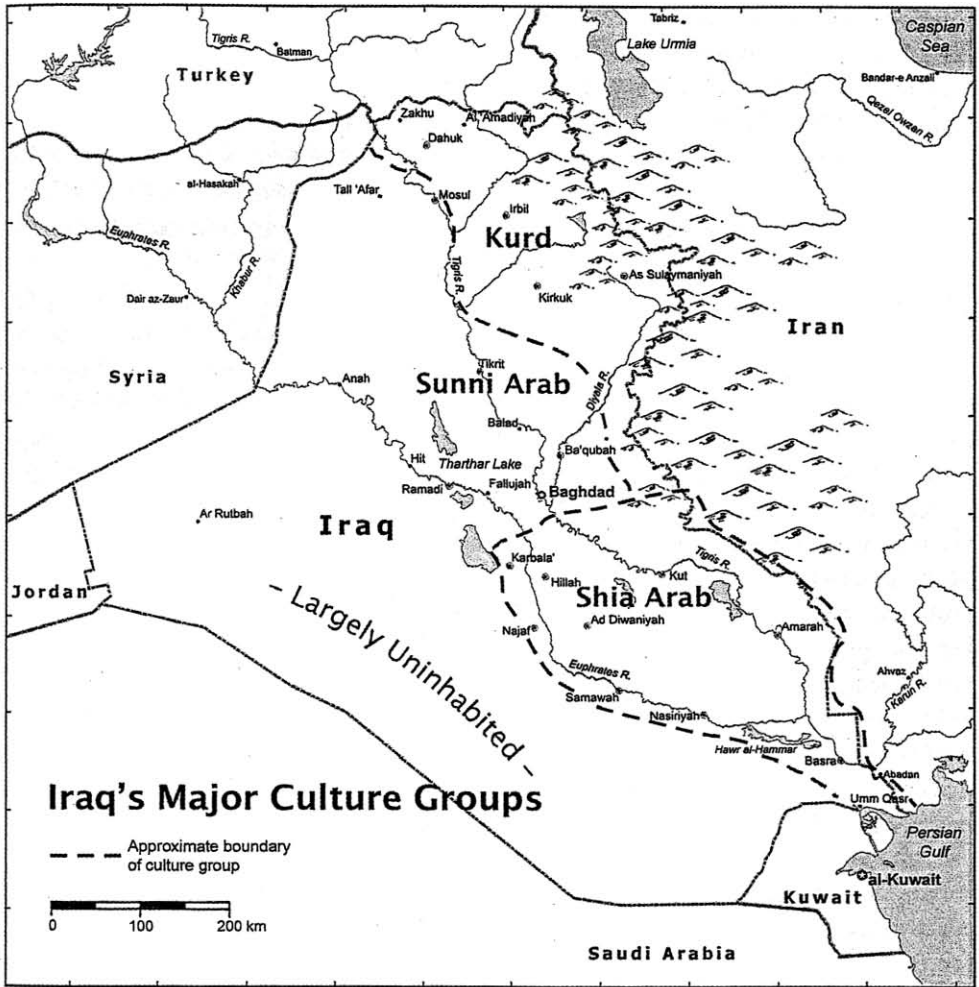 Tabriz
Caspian
Sea
Tigris R.
Batman
Lake Urmia
Turkey
Bandar-e Anzali
Qezel Owzan R.
Zakhu
Al 'Amadiyah
Dahuk
al-Hasakah
Tall 'Afar
Mosul
Irbil
Kurd
Euphrates R.
Khabur R.
Tigris R.
As Sulaymaniyah
Dair az-Zaur
Kirkuk
Iran
Syria
Tikrit
Anah
Sunni Arab
Diyala R.
Balad
Hit
Tharthar Lake
Ba'qubah
Ramadi
Fallujah
Baghdad
Ar Rutbah
Iraq
Tigris R.
Karbala'
Kut
Jordan
Hillah
Shia Arab
- Largely Uninhabited -
Najaf
Ad Diwaniyah
Amarah
Euphrates R.
Ahvaz
Karun R.
Samawah
Nasiriyah
Hawr al-Hammar
Basra
Abadan
Iraq's Major Culture Groups
Umm Qasr
Persian
Gulf
Approximate boundary
of culture group
al-Kuwait
Kuwait
0 100 200 km
Saudi Arabia